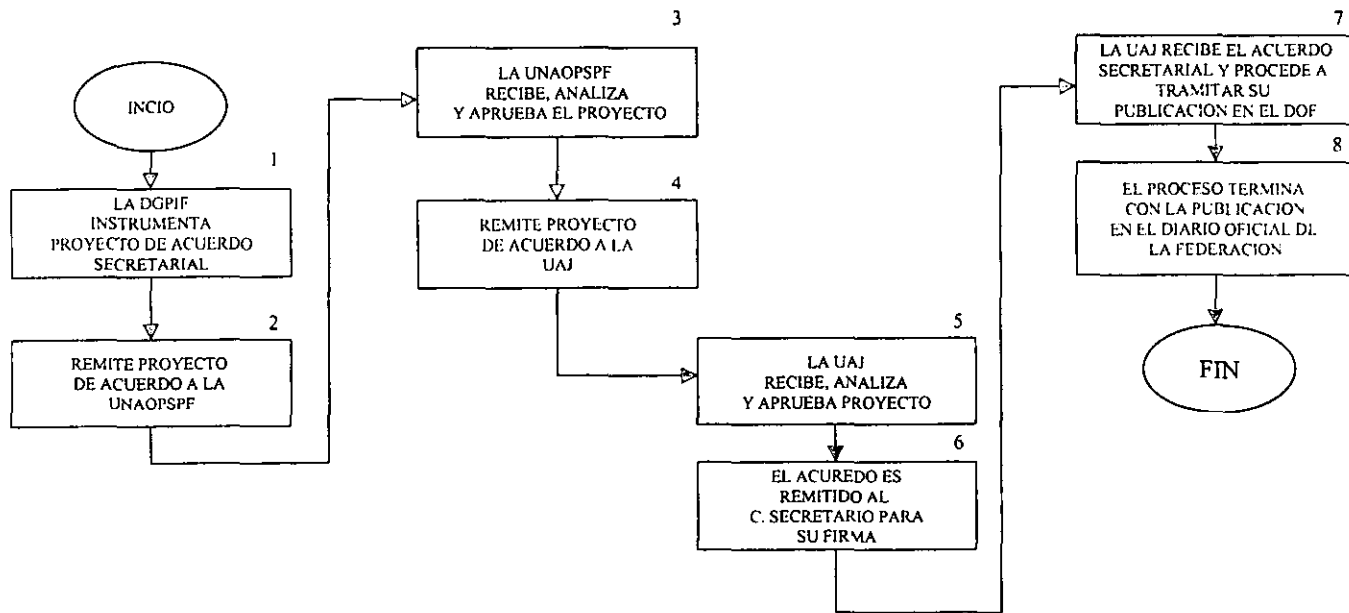 INCIO
1
LA DGPIF
INSTRUMENTA
PROYECTO DE ACUERDO
SECRETARIAL
2
REMITE PROYECTO
DE ACUERDO A LA
UNAOPSPF
3
LA UNAOPSPF
RECIBE, ANALIZA
Y APRUEBA EL PROYECTO
4
REMITE PROYECTO
DE ACUERDO A LA
UAJ
5
LA UAJ
RECIBE, ANALIZA
Y APRUEBA PROYECTO
6
EL ACUREDO ES
REMITIDO AL
C. SECRETARIO PARA
SU FIRMA
7
LA UAJ RECIBE EL ACUERDO
SECRETARIAL Y PROCEDE A
TRAMITAR SU
PUBLICACION EN EL DOF
8
EL PROCESO TERMINA
CON LA PUBLICACION
EN EL DIARIO OFICIAL DE
LA FEDERACION
FIN